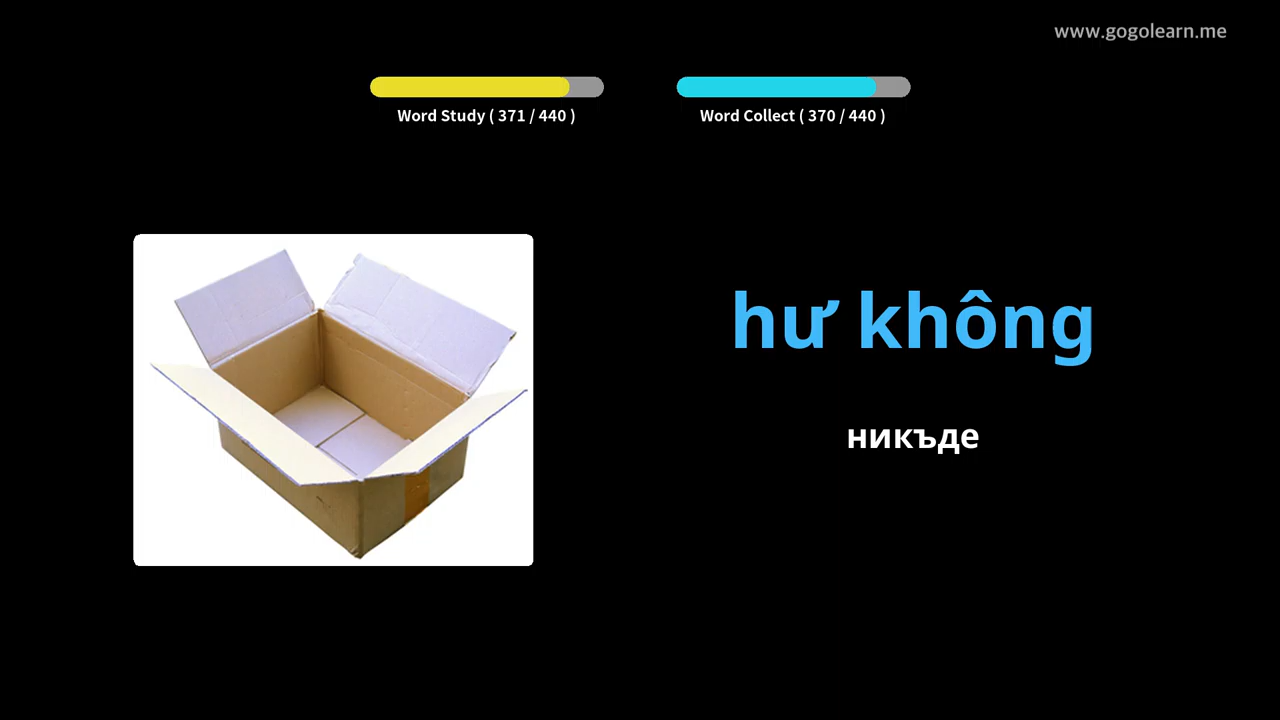 www.gogolearn.me
Word Study ( 371 / 440 )
Word Collect ( 370 / 440 )
hư không
никъде